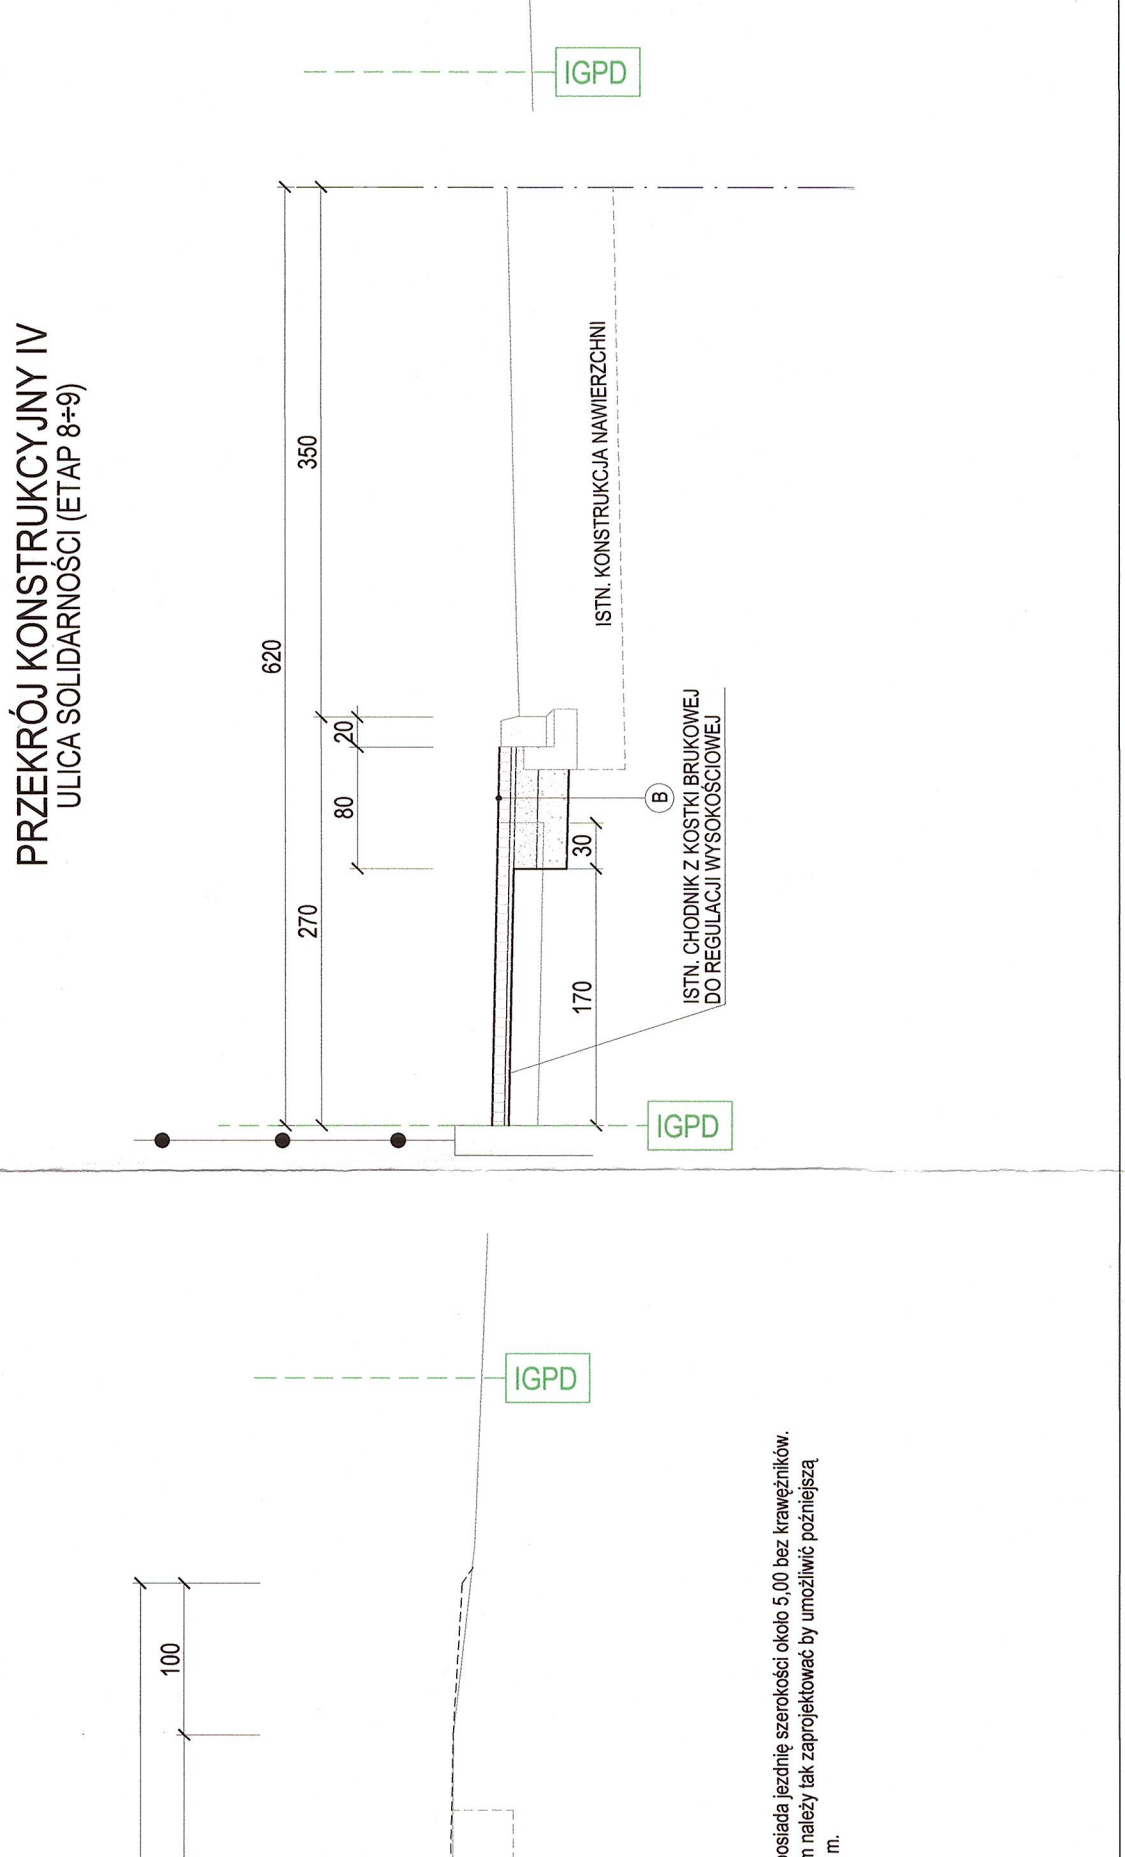 PRZEKRÓJ KONSTRUKCYJNY IV
ULICA SOLIDARNOŚCI (ETAP 8÷9)
620
270
350
80
20
170
30
B
ISTN. KONSTRUKCJA NAWIERZCHNI
ISTN. CHODNIK Z KOSTKI BRUKOWEJ
DO REGULACJI WYSOKOŚCIOWEJ
IGPD
IGPD
100
IGPD
posiada jezdnię szerokości około 5,00 bez krawężników.
należy tak zaprojektować by umożliwić poźniejszą
m.